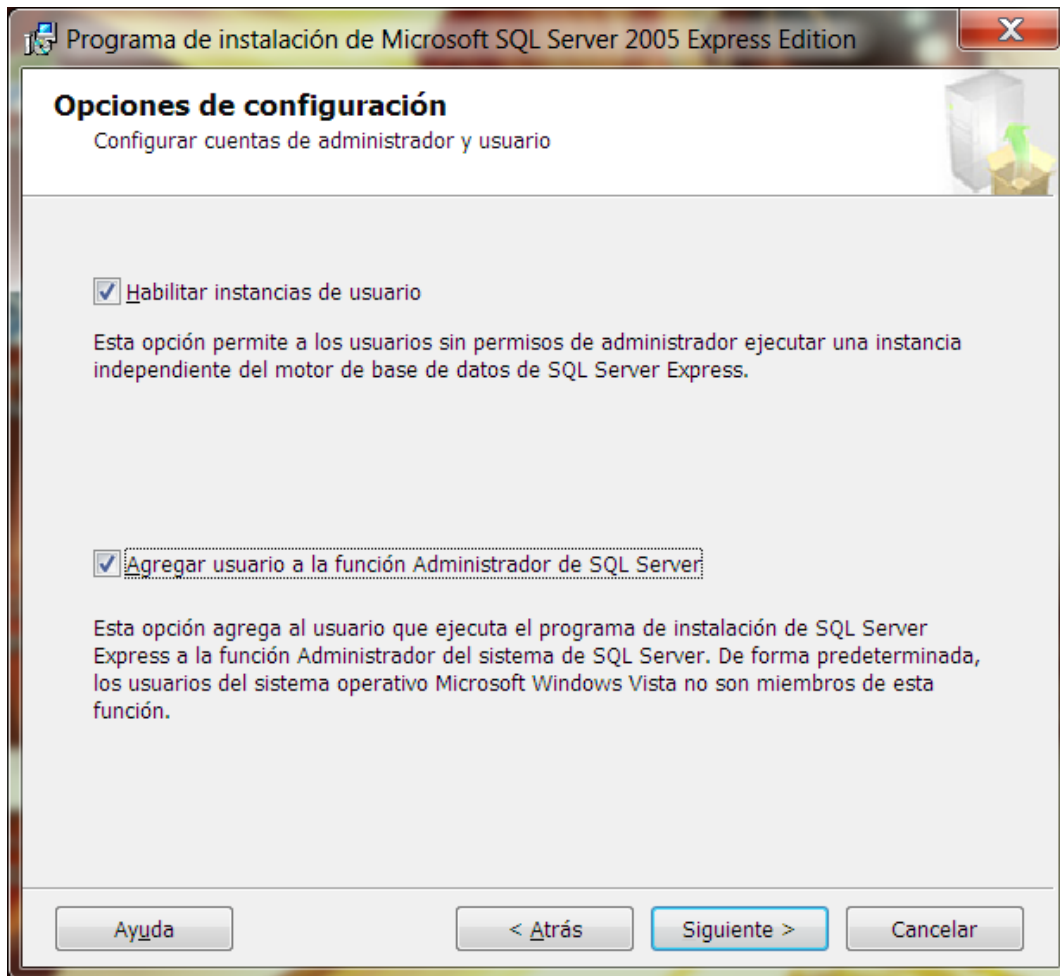 Programa de instalación de Microsoft SQL Server 2005 Express Edition
Opciones de configuración
Configurar cuentas de administrador y usuario
Habilitar instancias de usuario
Esta opción permite a los usuarios sin permisos de administrador ejecutar una instancia
independiente del motor de base de datos de SQL Server Express.
Agregar usuario a la función Administrador de SQL Server
Esta opción agrega al usuario que ejecuta el programa de instalación de SQL Server
Express a la función Administrador del sistema de SQL Server. De forma predeterminada,
los usuarios del sistema operativo Microsoft Windows Vista no son miembros de esta
función.
Ayuda
< Atrás
Siguiente >
Cancelar